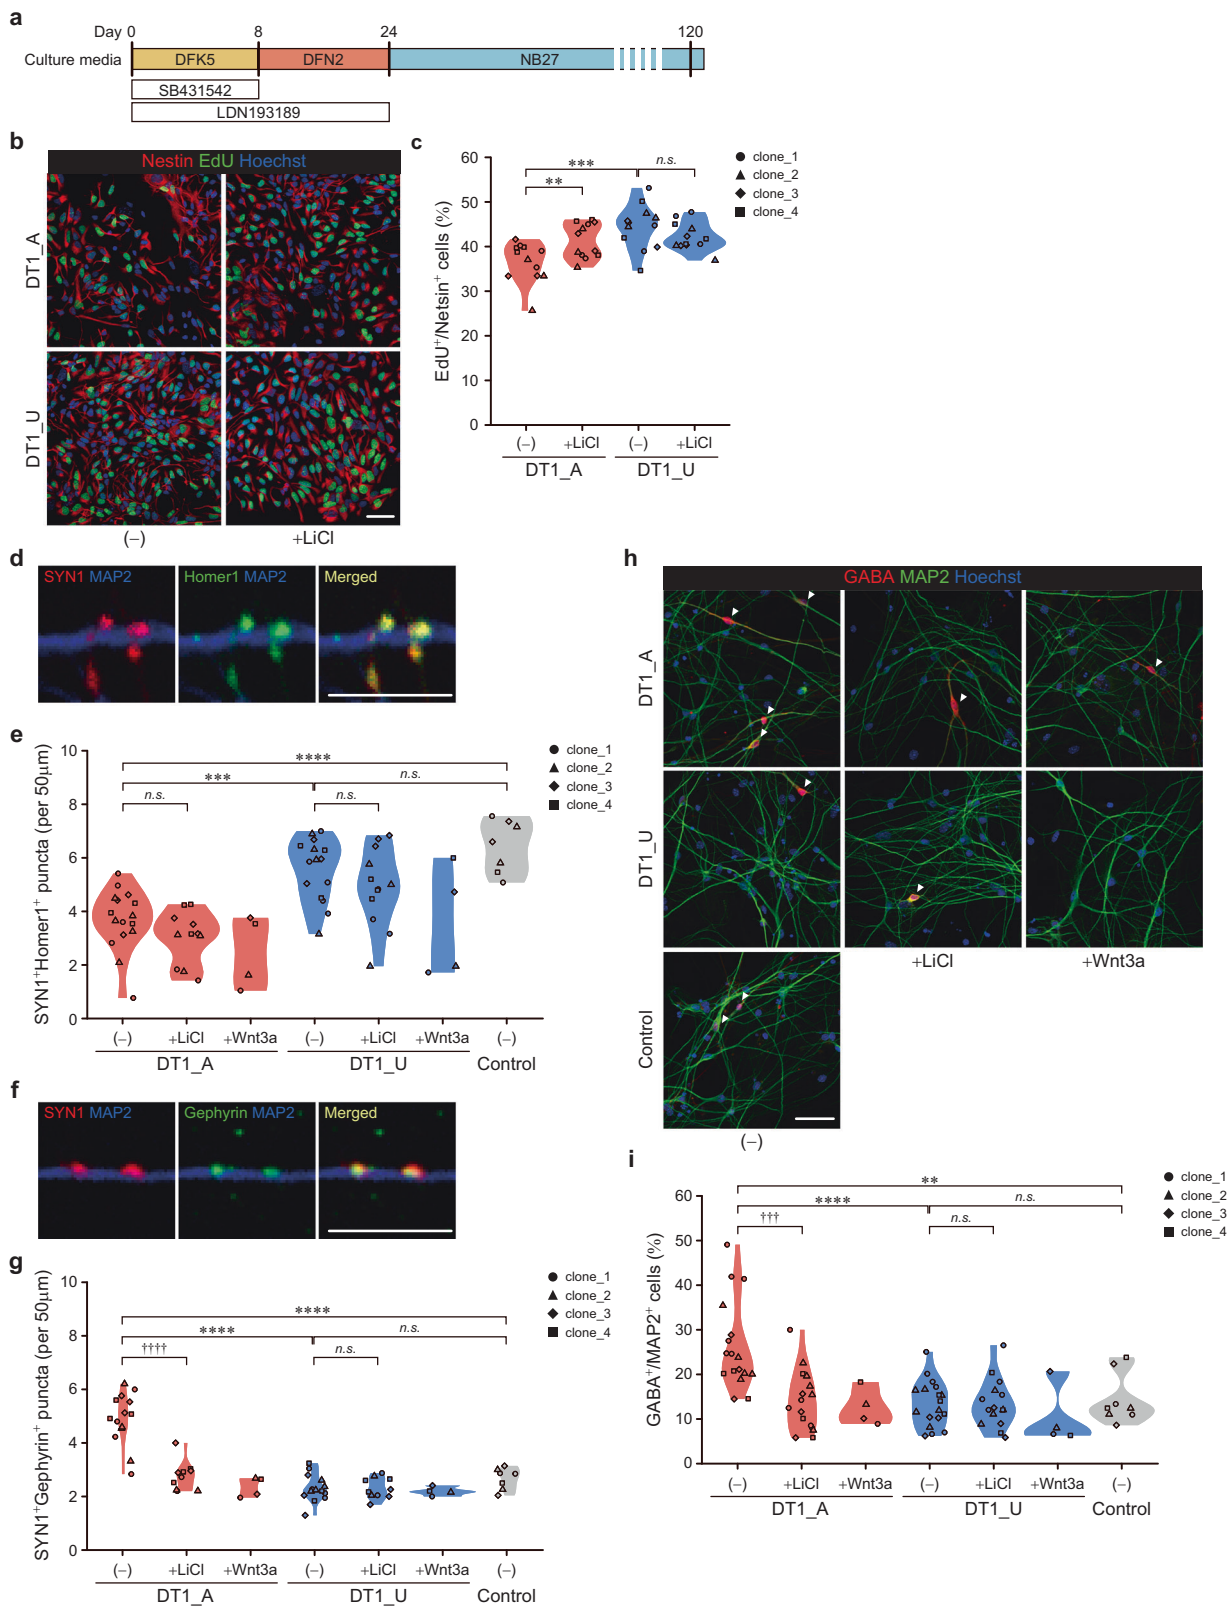 a
Day 0 8 24 120
Culture media DFK5 DFN2 NB27
SB431542
LDN193189
b
Nestin EdU Hoechst
DT1_A
DT1_U
(−) +LiCl
c
EdU⁺/Netsin⁺ cells (%)
60
50
40
30
20
10
0
*** n.s.
**
clone_1
clone_2
clone_3
clone_4
(−) +LiCl (−) +LiCl
DT1_A DT1_U
d
SYN1 MAP2 Homer1 MAP2 Merged
e
SYN1⁺Homer1⁺ puncta (per 50μm)
10
8
6
4
2
0
****
*** n.s.
n.s. n.s.
clone_1
clone_2
clone_3
clone_4
(−) +LiCl +Wnt3a (−) +LiCl +Wnt3a (−)
DT1_A DT1_U Control
f
SYN1 MAP2 Gephyrin MAP2 Merged
g
SYN1⁺Gephyrin⁺ puncta (per 50μm)
10
8
6
4
2
0
****
**** n.s.
†††† n.s.
clone_1
clone_2
clone_3
clone_4
(−) +LiCl +Wnt3a (−) +LiCl +Wnt3a (−)
DT1_A DT1_U Control
h
GABA MAP2 Hoechst
DT1_A
DT1_U
+LiCl +Wnt3a
Control
(−)
i
GABA⁺/MAP2⁺ cells (%)
60
50
40
30
20
10
0
**
**** n.s.
††† n.s.
clone_1
clone_2
clone_3
clone_4
(−) +LiCl +Wnt3a (−) +LiCl +Wnt3a (−)
DT1_A DT1_U Control